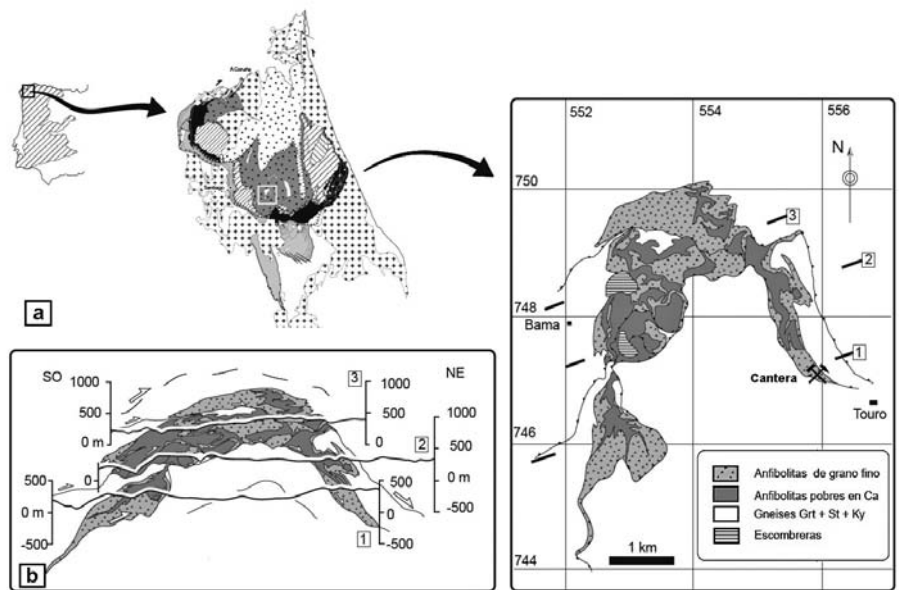 A Coruña
a
SO
NE
1000
500
0 m
3
1000
500
0
2
1000
500
0 m
-500
500
0 m
-500
0
500
0
-500
1
b
552
554
556
N
750
748
746
744
3
2
1
Bama
Cantera
Touro
1 km
Anfibolitas de grano fino
Anfibolitas pobres en Ca
Gneises Grt + St + Ky
Escombreras